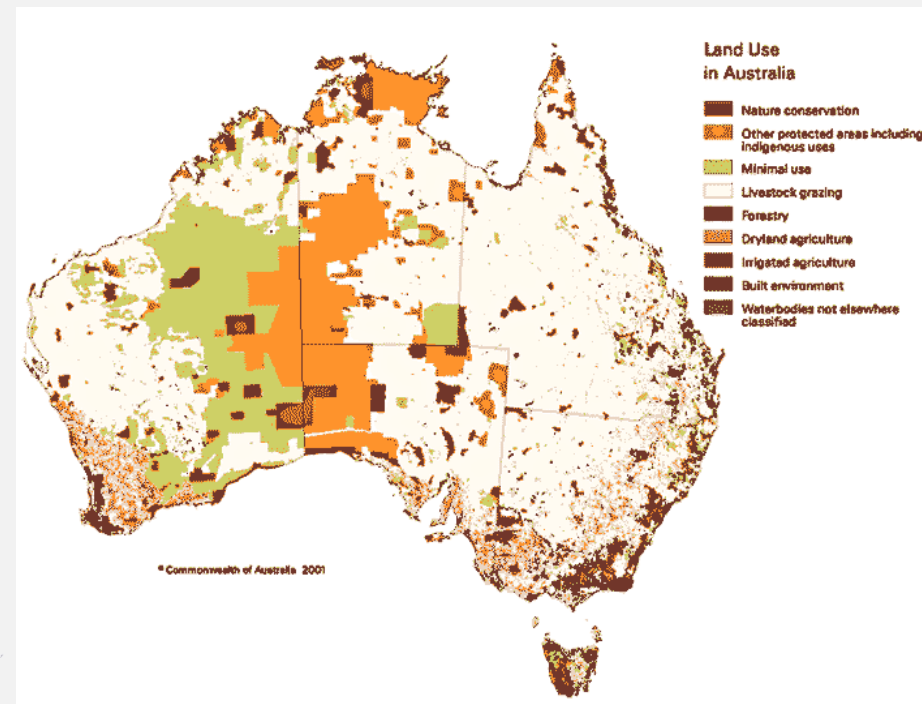 Land Use
in Australia
Nature conservation
Other protected areas including
indigenous uses
Minimal use
Livestock grazing
Forestry
Dryland agriculture
Irrigated agriculture
Built environment
Waterbodies not elsewhere
classified
© Commonwealth of Australia 2001